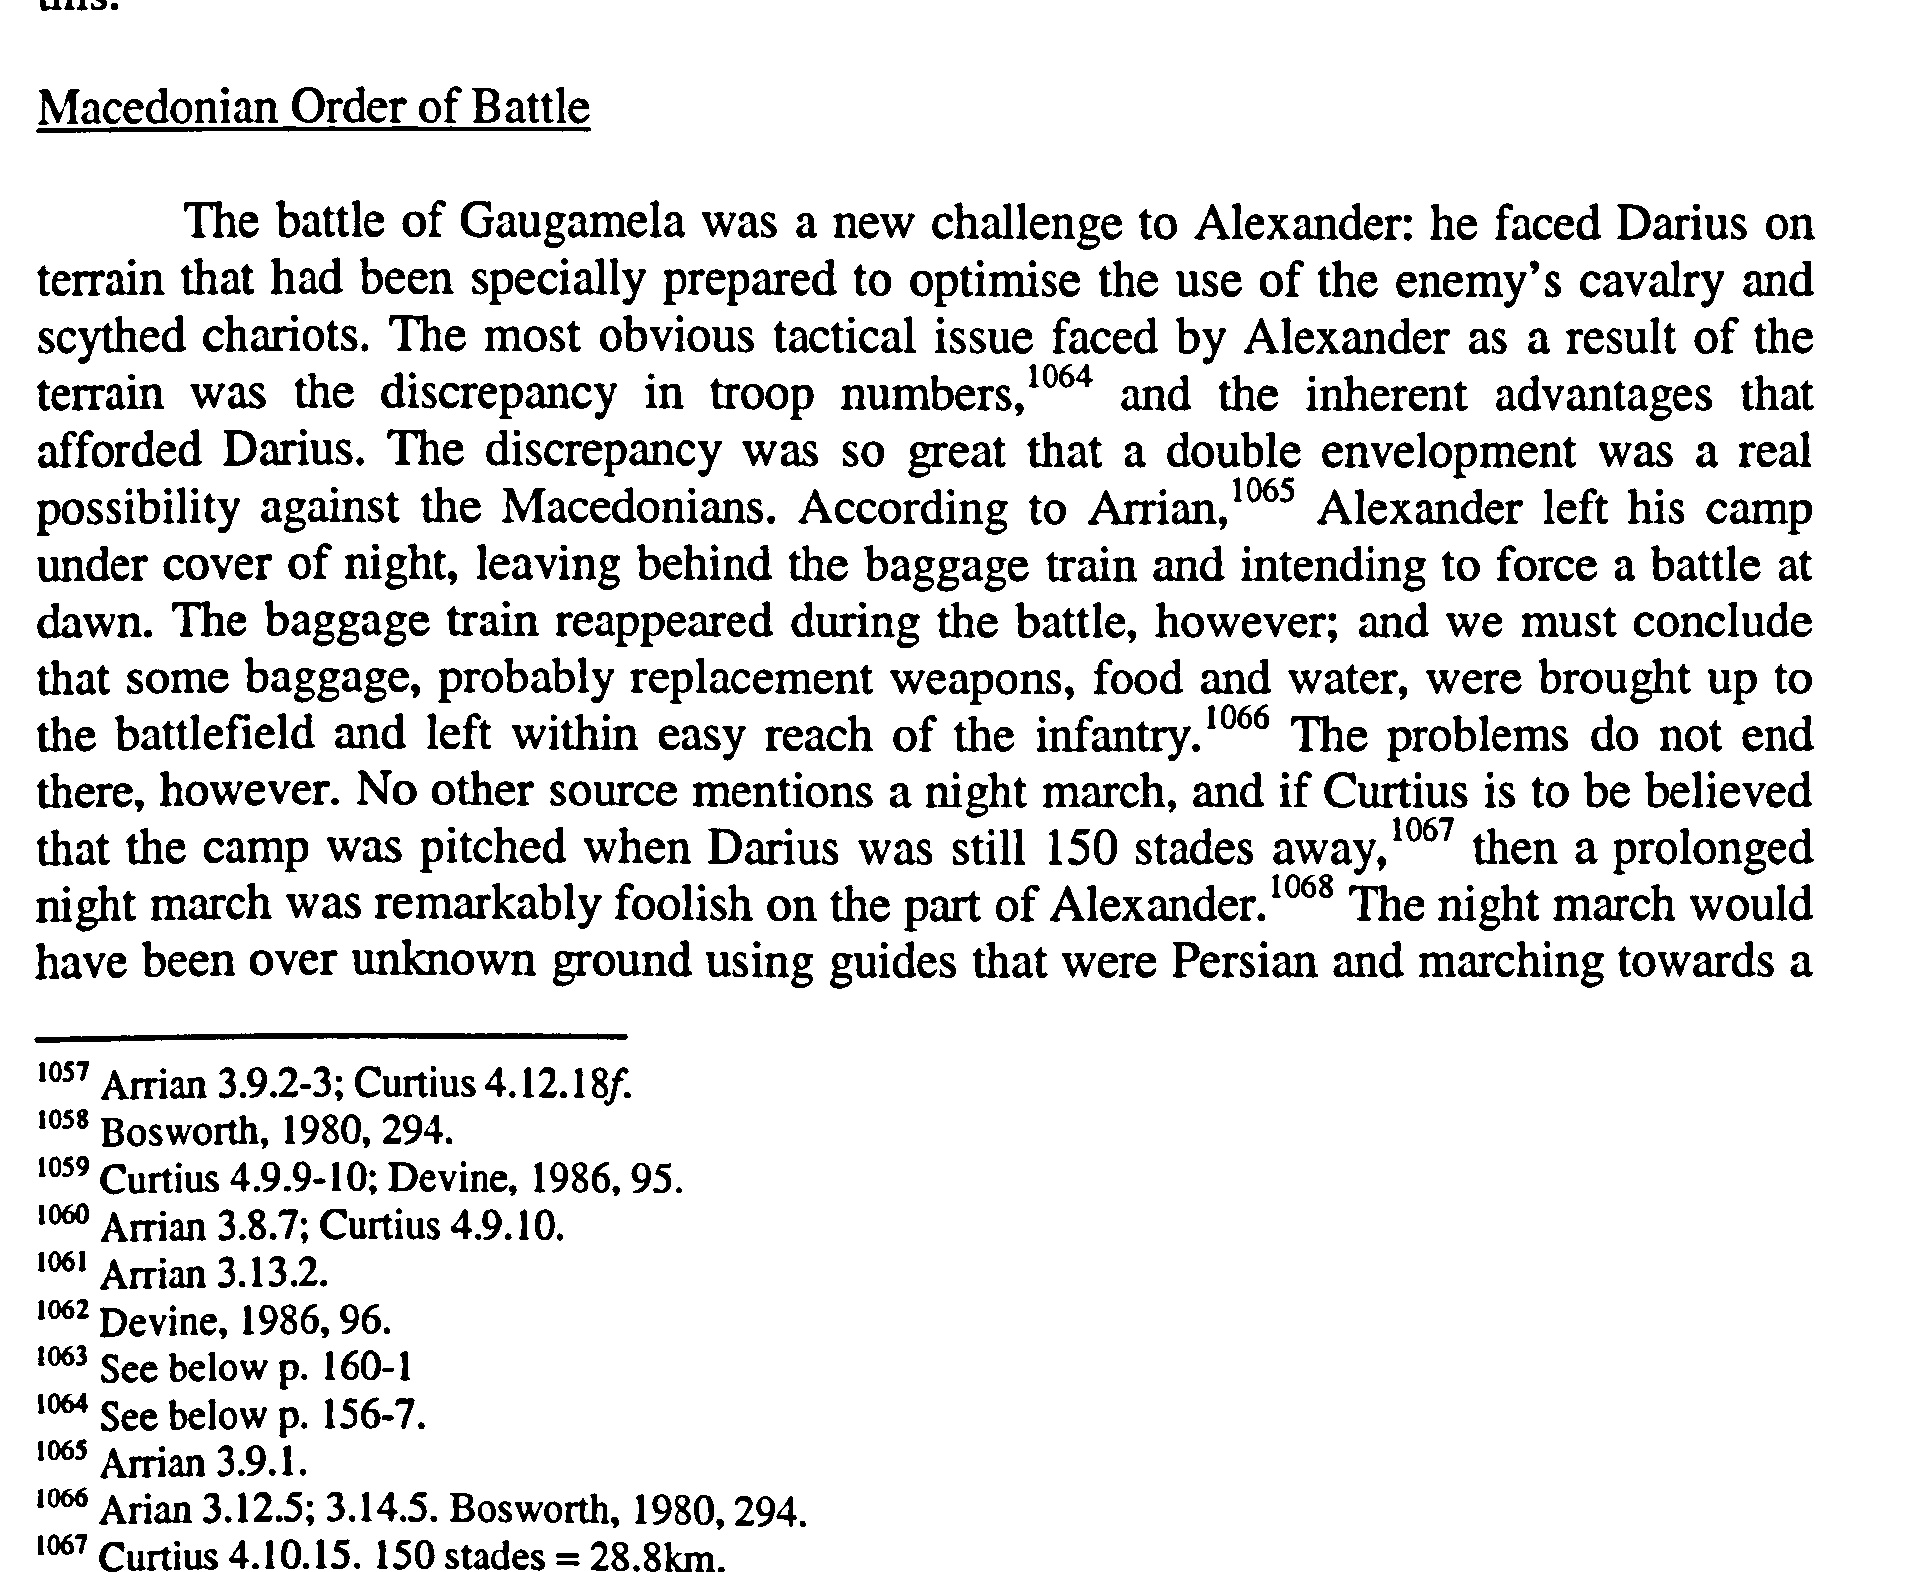 this.
Macedonian Order of Battle
The battle of Gaugamela was a new challenge to Alexander: he faced Darius on
terrain that had been specially prepared to optimise the use of the enemy's cavalry and
scythed chariots. The most obvious tactical issue faced by Alexander as a result of the
terrain was the discrepancy in troop numbers,1064 and the inherent advantages that
afforded Darius. The discrepancy was so great that a double envelopment was a real
possibility against the Macedonians. According to Arrian,1065 Alexander left his camp
under cover of night, leaving behind the baggage train and intending to force a battle at
dawn. The baggage train reappeared during the battle, however; and we must conclude
that some baggage, probably replacement weapons, food and water, were brought up to
the battlefield and left within easy reach of the infantry.1066 The problems do not end
there, however. No other source mentions a night march, and if Curtius is to be believed
that the camp was pitched when Darius was still 150 stades away,1067 then a prolonged
night march was remarkably foolish on the part of Alexander.1068 The night march would
have been over unknown ground using guides that were Persian and marching towards a
1057 Arrian 3.9.2-3; Curtius 4.12.18f.
1058 Bosworth, 1980, 294.
1059 Curtius 4.9.9-10; Devine, 1986, 95.
1060 Arrian 3.8.7; Curtius 4.9.10.
1061 Arrian 3.13.2.
1062 Devine, 1986, 96.
1063 See below p. 160-1
1064 See below p. 156-7.
1065 Arrian 3.9.1.
1066 Arian 3.12.5; 3.14.5. Bosworth, 1980, 294.
1067 Curtius 4.10.15. 150 stades = 28.8km.